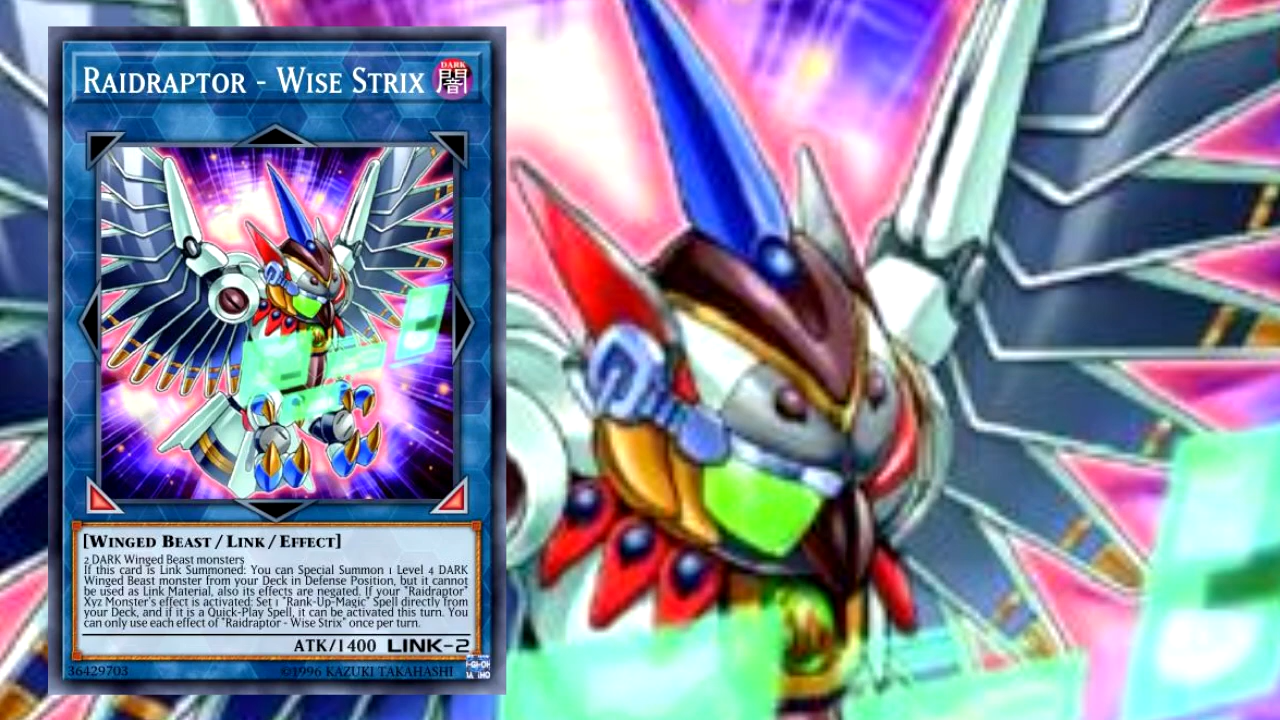 RAIDRAPTOR - WISE STRIX
DARK
闇
[WINGED BEAST / LINK / EFFECT]
2 DARK Winged Beast monsters
If this card is Link Summoned: You can Special Summon 1 Level 4 DARK
Winged Beast monster from your Deck in Defense Position, but it cannot
be used as Link Material, also its effects are negated. If your "Raidraptor"
Xyz Monster's effect is activated: Set 1 "Rank-Up-Magic" Spell directly from
your Deck, and if it is a Quick-Play Spell, it can be activated this turn. You
can only use each effect of "Raidraptor - Wise Strix" once per turn.
ATK/1400 LINK-2
36429703 ©1996 KAZUKI TAKAHASHI